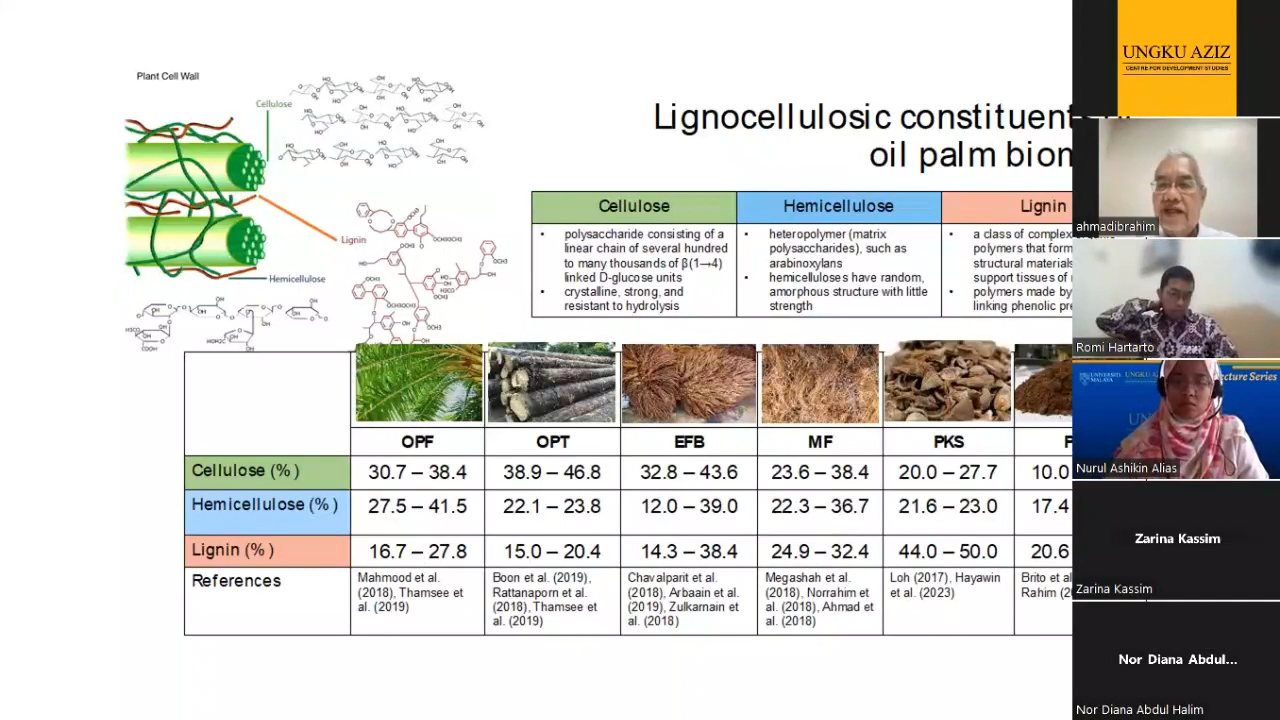 Plant Cell Wall
Cellulose
Lignin
Hemicellulose
Lignocellulosic constituent
oil palm biom
Cellulose
Hemicellulose
Lignin
• polysaccharide consisting of a
linear chain of several hundred
to many thousands of β(1→4)
linked D-glucose units
• crystalline, strong, and
resistant to hydrolysis
• heteropolymer (matrix
polysaccharides), such as
arabinoxylans
• hemicelluloses have random,
amorphous structure with little
strength
• a class of complex
polymers that form
structural materials
support tissues of
• polymers made by
linking phenolic pre
OPF
OPT
EFB
MF
PKS
Cellulose (%)
30.7 – 38.4
38.9 – 46.8
32.8 – 43.6
23.6 – 38.4
20.0 – 27.7
10.0
Hemicellulose (%)
27.5 – 41.5
22.1 – 23.8
12.0 – 39.0
22.3 – 36.7
21.6 – 23.0
17.4
Lignin (%)
16.7 – 27.8
15.0 – 20.4
14.3 – 38.4
24.9 – 32.4
44.0 – 50.0
20.6
References
Mahmood et al.
(2018), Thamsee et
al. (2019)
Boon et al. (2019),
Rattanaporn et al.
(2018), Thamsee et
al. (2019)
Chavalparit et al.
(2018), Arbaain et al.
(2019), Zulkarnain et
al. (2018)
Megashah et al.
(2018), Norrahim et
al. (2018), Ahmad et
al. (2018)
Loh (2017), Hayawin
et al. (2023)
Brito et al
Rahim (2
UNGKU AZIZ
CENTRE FOR DEVELOPMENT STUDIES
ahmadibrahim
Romi Hartarto
UNIVERSITI
MALAYA
UNGKU
ecture Series
Nurul Ashikin Alias
Zarina Kassim
Zarina Kassim
Nor Diana Abdul...
Nor Diana Abdul Halim